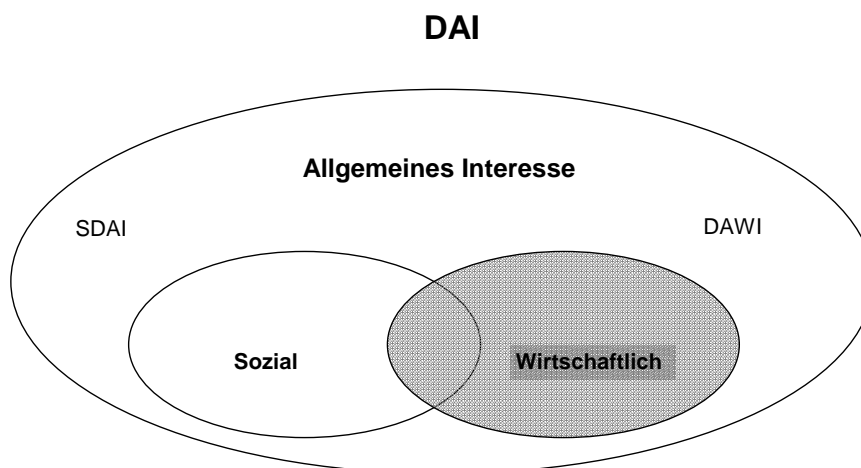 DAI
Allgemeines Interesse
SDAI
DAWI
Sozial
Wirtschaftlich